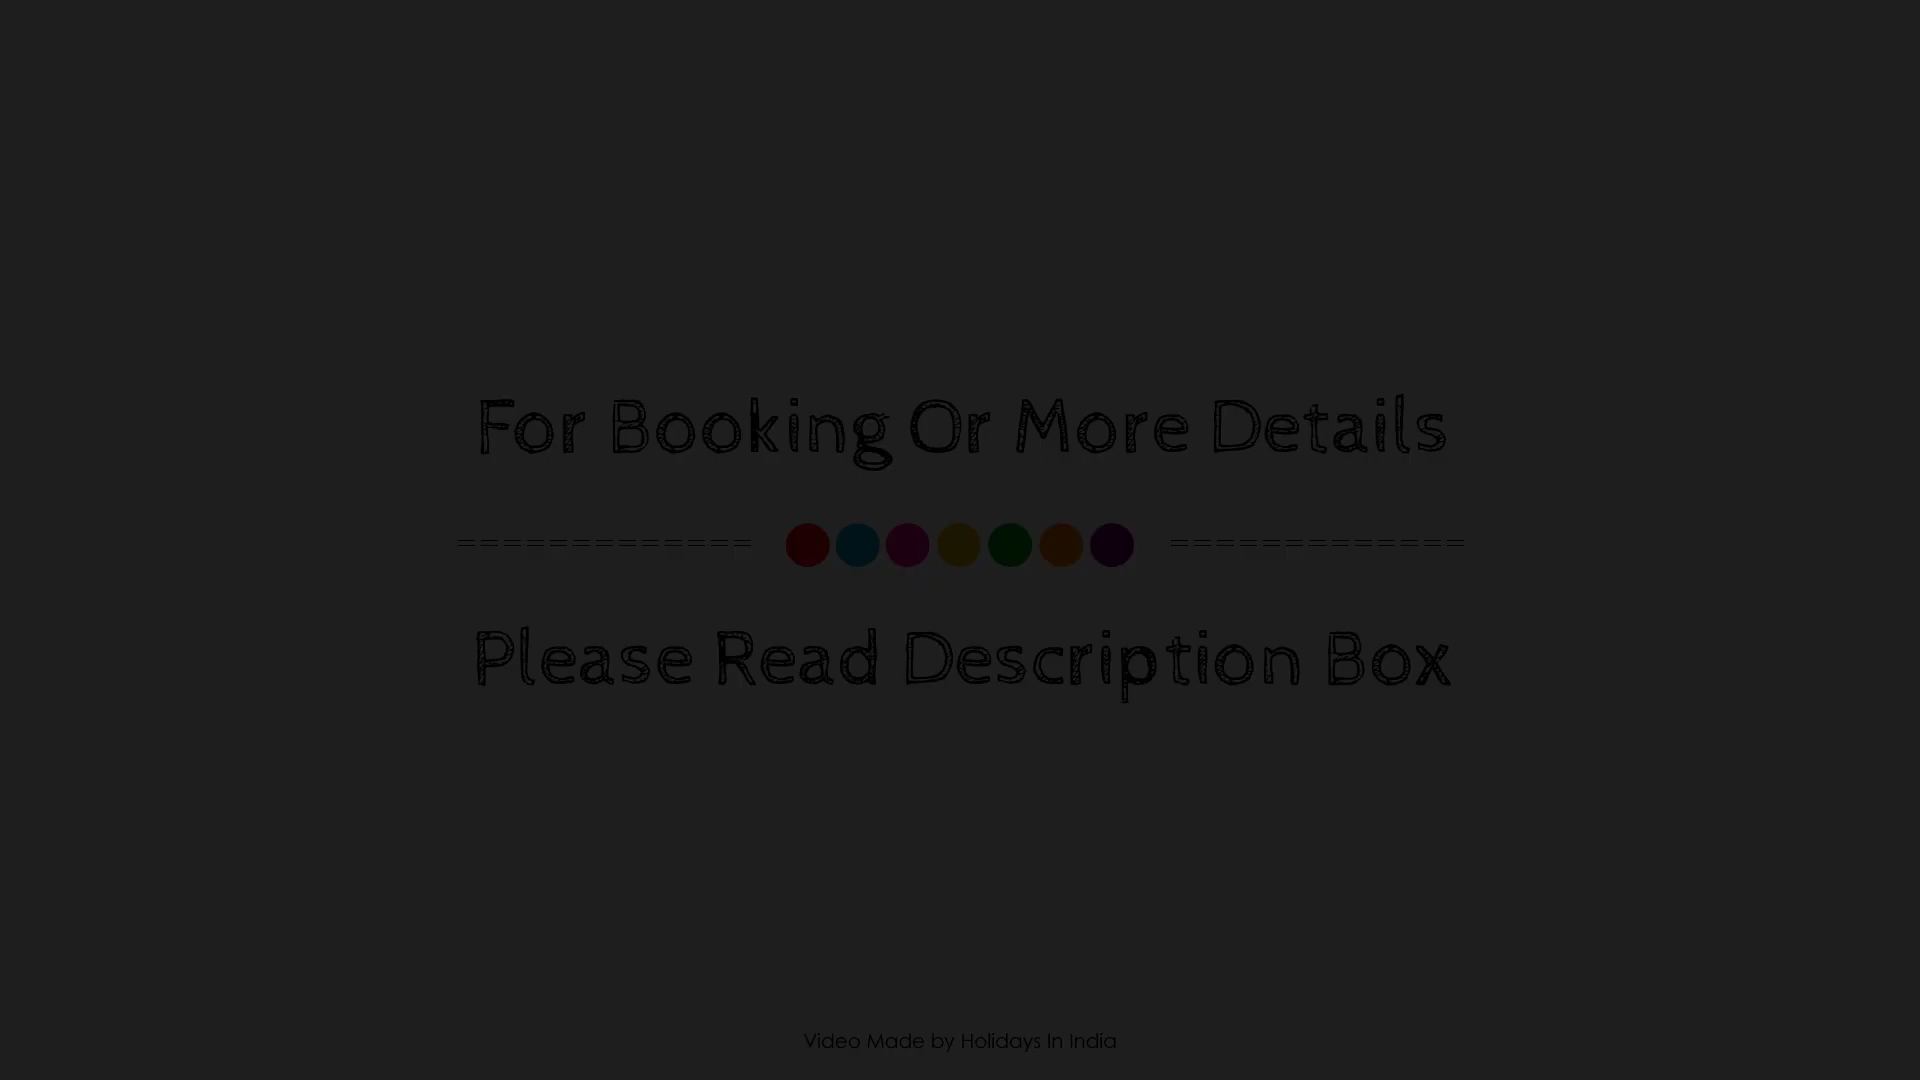 For Booking Or More Details
============= =============
Please Read Description Box
Video Made by Holidays In India